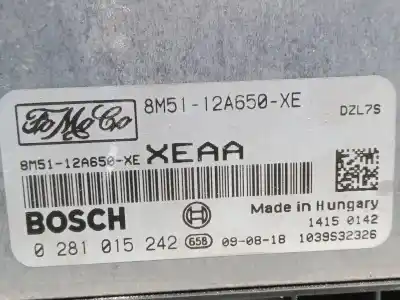 FoMoCo
8M51-12A650-XE
DZL7S
8M51-12A650-XE XEAA
BOSCH
Made in Hungary
1415 0142
0 281 015 242 658 09-08-18 1039S32326